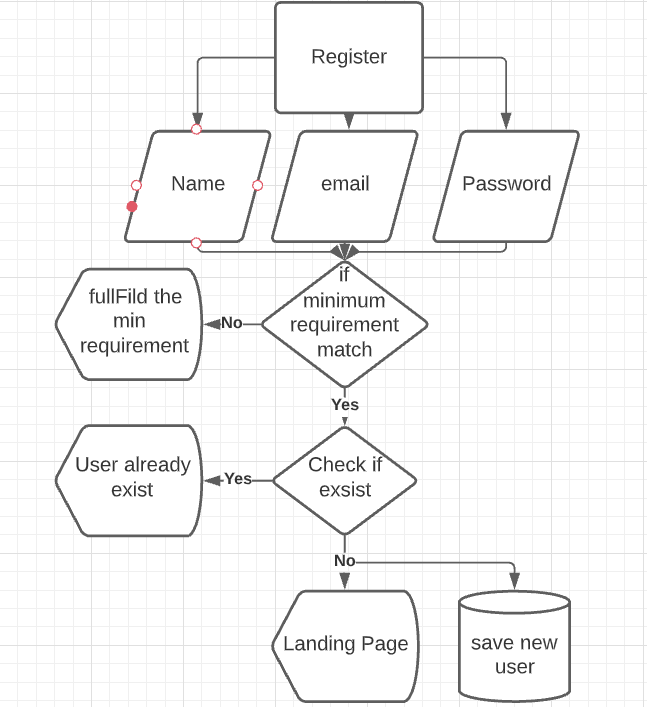 Register
Name
email
Password
if
minimum
requirement
match
No
fullFild the
min
requirement
Yes
Check if
exsist
Yes
User already
exist
No
Landing Page
save new
user